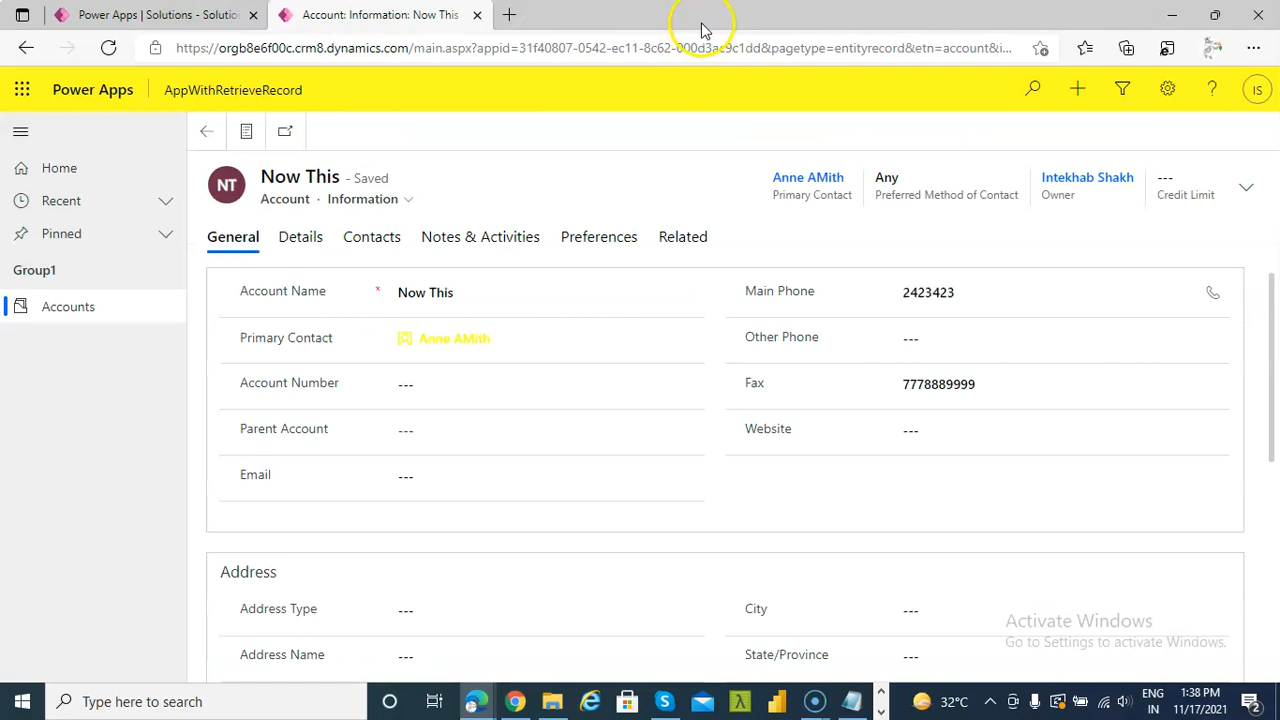 Power Apps | Solutions - Solutio
Account: Information: Now This
https://orgb8e6f00c.crm8.dynamics.com/main.aspx?appid=31f40807-0542-ec11-8c62-000d3ac9c1dd&pagetype=entityrecord&etn=account&i...
Power Apps
AppWithRetrieveRecord
IS
Home
Recent
Pinned
Group1
Accounts
NT
Now This - Saved
Account · Information
Anne AMith
Primary Contact
Any
Preferred Method of Contact
Intekhab Shakh
Owner
---
Credit Limit
General Details Contacts Notes & Activities Preferences Related
Account Name * Now This
Primary Contact Anne AMith
Account Number ---
Parent Account ---
Email ---
Main Phone 2423423
Other Phone ---
Fax 7778889999
Website ---
Address
Address Type ---
Address Name ---
City ---
State/Province ---
Activate Windows
Go to Settings to activate Windows.
Type here to search
32°C
ENG
IN
1:38 PM
11/17/2021
2